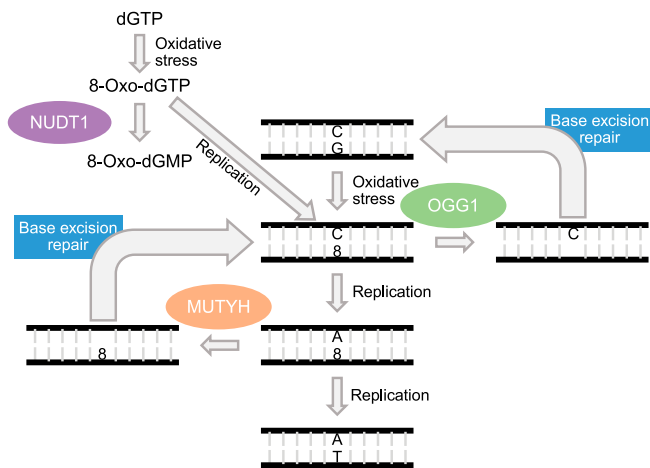 dGTP
Oxidative
stress
8-Oxo-dGTP
NUDT1
8-Oxo-dGMP
Replication
C
G
Base excision
repair
Oxidative
stress
OGG1
C
8
C
Base excision
repair
Replication
MUTYH
8
A
8
Replication
A
T